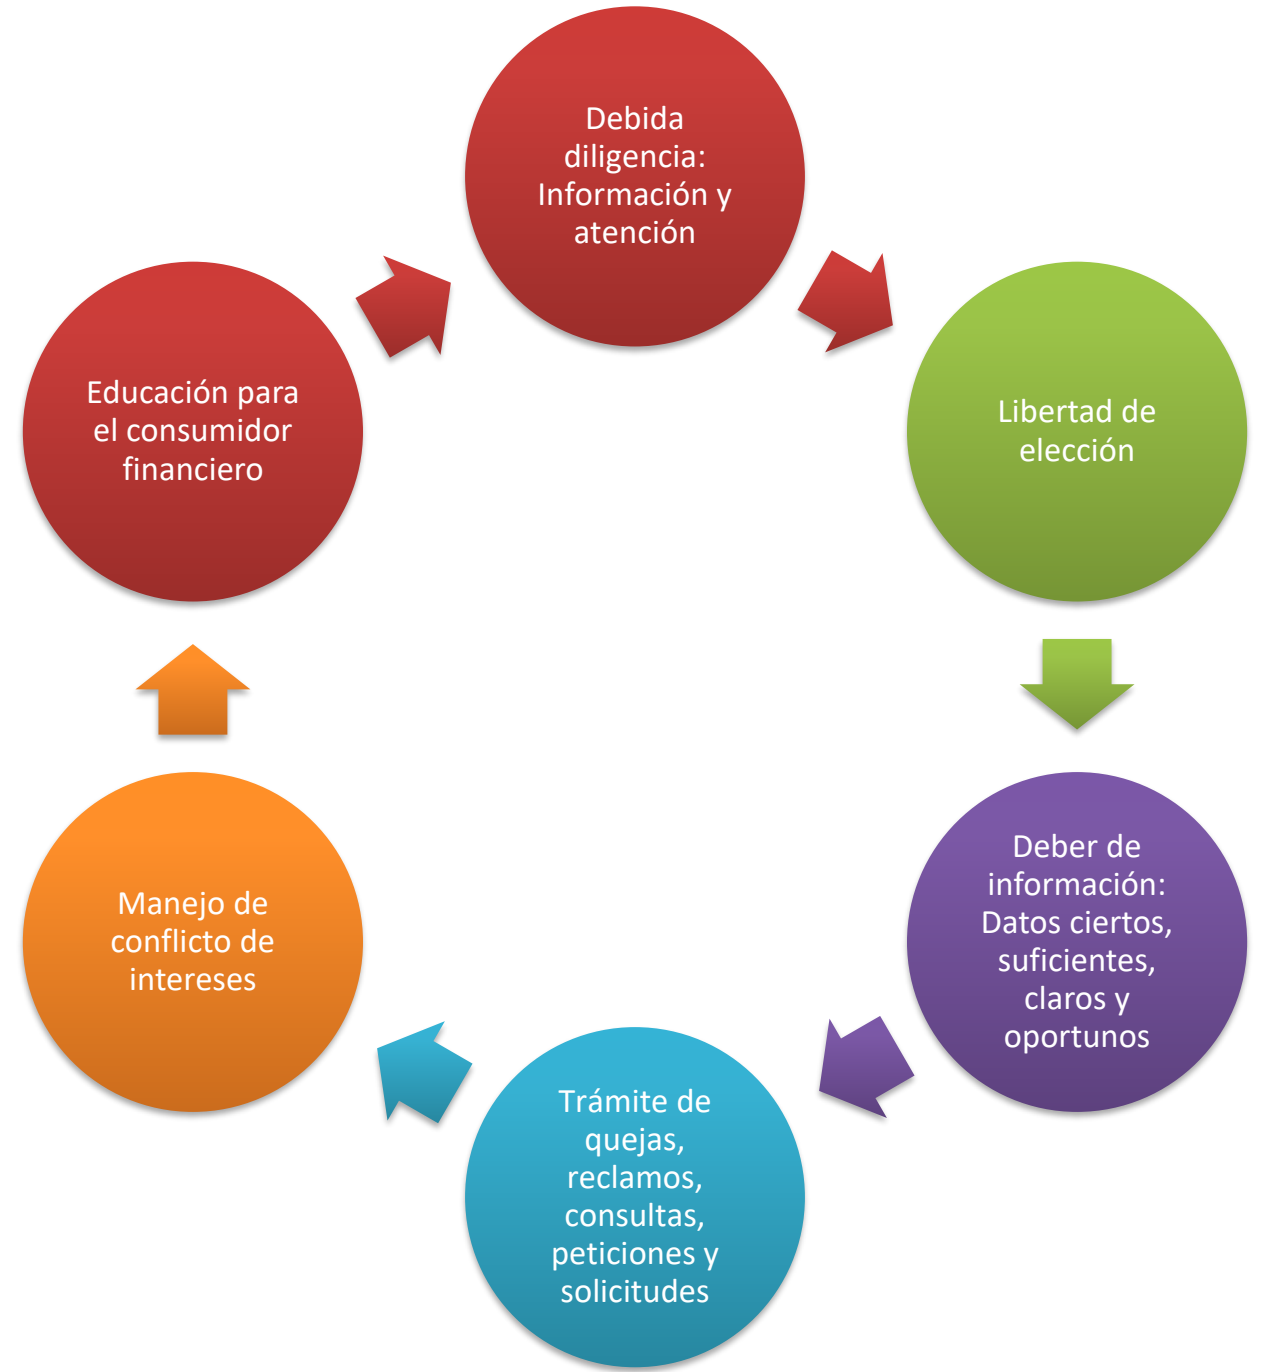 Debida
diligencia:
Información y
atención
Libertad de
elección
Deber de
información:
Datos ciertos,
suficientes,
claros y
oportunos
Trámite de
quejas,
reclamos,
consultas,
peticiones y
solicitudes
Manejo de
conflicto de
intereses
Educación para
el consumidor
financiero